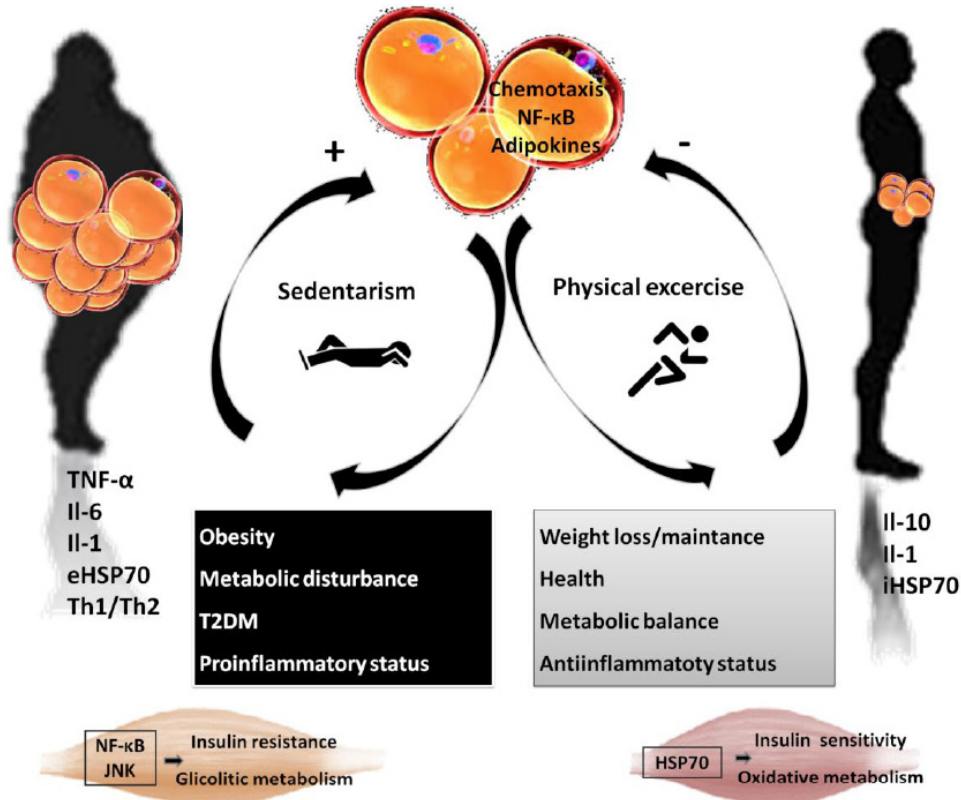 Chemotaxis
NF-κB
Adipokines
+
-
Sedentarism
Physical excercise
TNF-α
Il-6
Il-1
eHSP70
Th1/Th2
Obesity
Metabolic disturbance
T2DM
Proinflammatory status
Weight loss/maintance
Health
Metabolic balance
Antiinflammatoty status
Il-10
Il-1
iHSP70
NF-κB
JNK
Insulin resistance
Glicolitic metabolism
HSP70
Insulin sensitivity
Oxidative metabolism